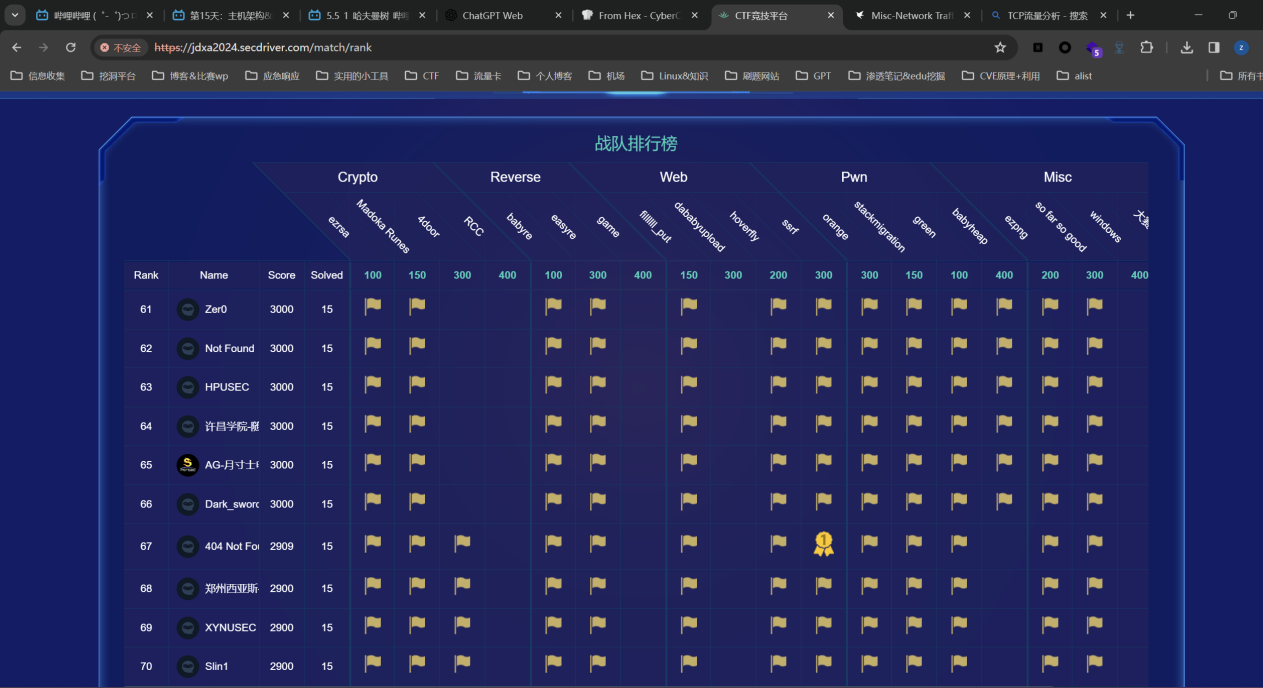 哔哩哔哩 ( ゜- ゜)つロ
第15天：主机架构&
5.5_1_哈夫曼树_哔哩
ChatGPT Web
From Hex - CyberC
CTF竞技平台
Misc-Network Traf
TCP流量分析 - 搜索
不安全 https://jdxa2024.secdriver.com/match/rank
信息收集 挖洞平台 博客&比赛wp 应急响应 实用的小工具 CTF 流量卡 个人博客 机场 Linux&知识 刷题网站 GPT 渗透笔记&edu挖掘 CVE原理+利用 alist 所有书
战队排行榜
Crypto Reverse Web Pwn Misc
ezrsa Madoka Runes 4door RCC babyre easyre game fillllll_put dababyupload hoverfly ssrf orange stackmigration green babyheap ezpng so far so good windows
Rank Name Score Solved 100 150 300 400 100 300 400 150 300 200 300 300 150 100 400 200 300 400
61 Zer0 3000 15
62 Not Found 3000 15
63 HPUSEC 3000 15
64 许昌学院-随 3000 15
65 AG-月寸士 3000 15
66 Dark_sword 3000 15
67 404 Not Fou 2909 15
68 郑州西亚斯- 2900 15
69 XYNUSEC 2900 15
70 Slin1 2900 15